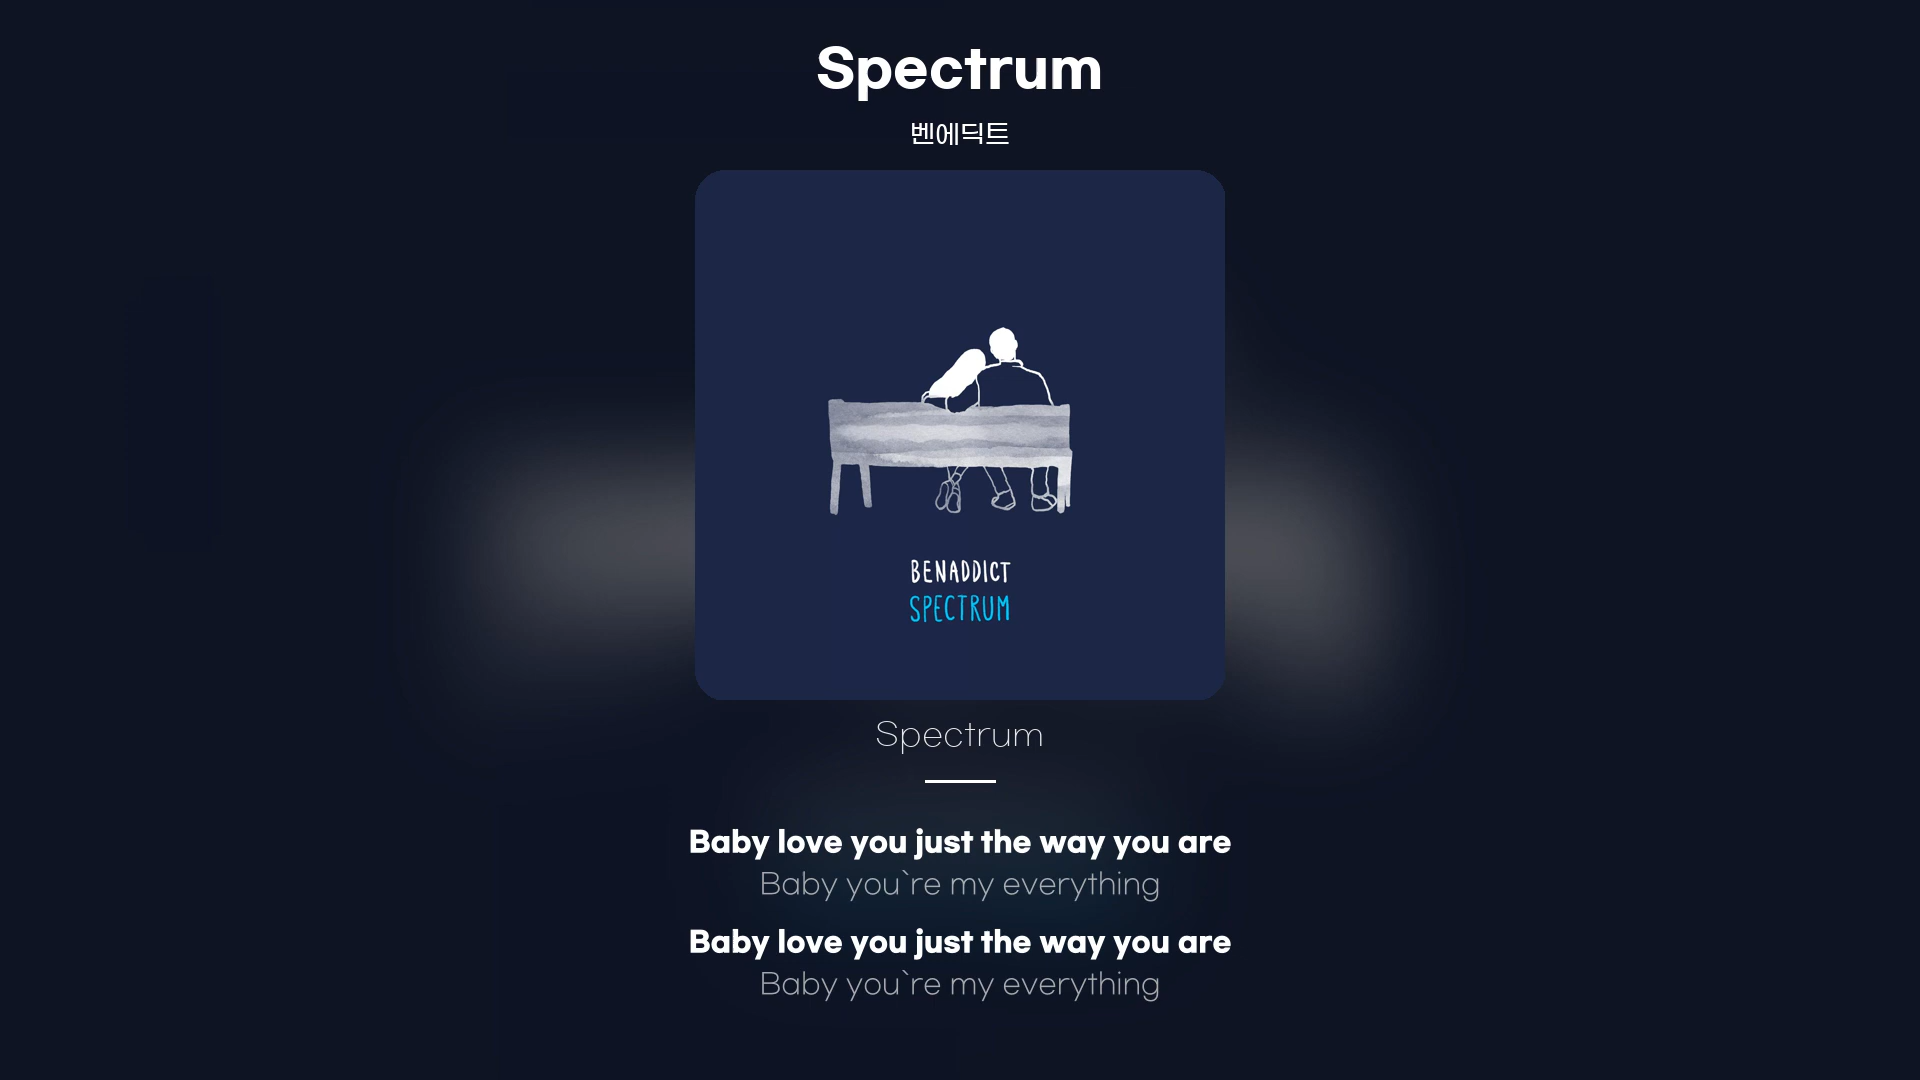 Spectrum
벤에딕트
BENADDICT
SPECTRUM
Spectrum
Baby love you just the way you are
Baby you`re my everything
Baby love you just the way you are
Baby you`re my everything